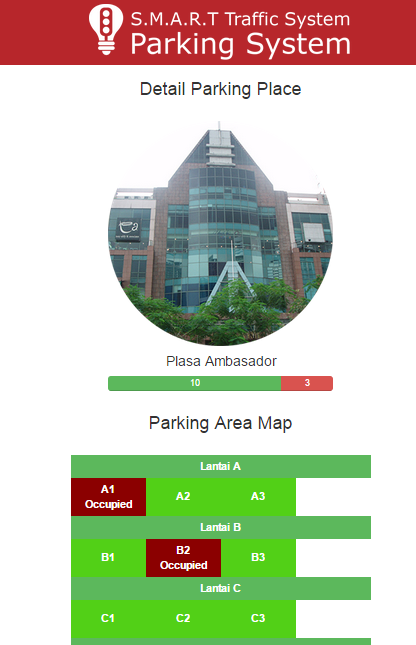 S.M.A.R.T Traffic System
Parking System
Detail Parking Place
Plasa Ambasador
10 3
Parking Area Map
Lantai A
A1 Occupied A2 A3
Lantai B
B1 B2 Occupied B3
Lantai C
C1 C2 C3